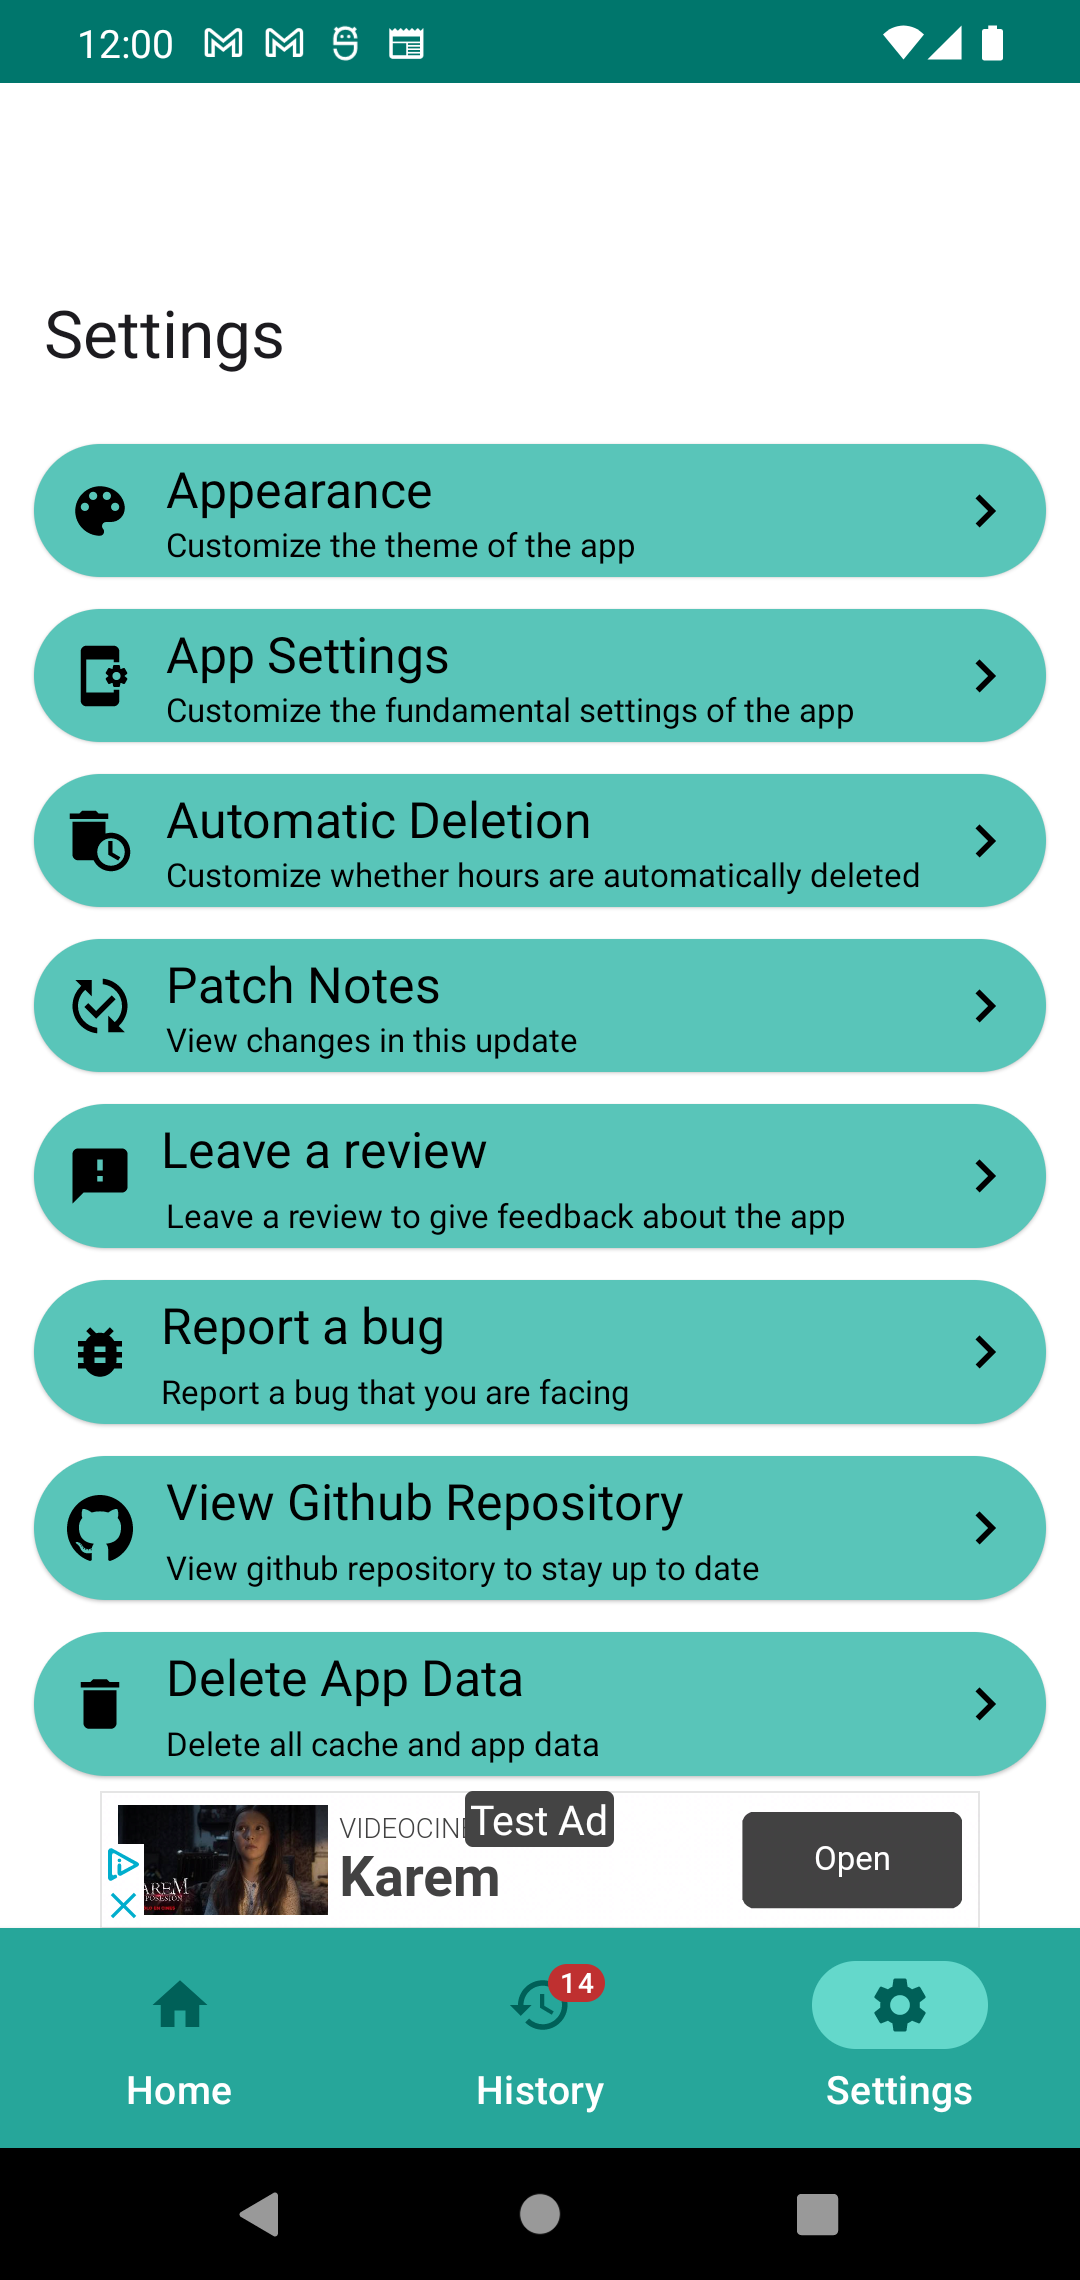 12:00
Settings
Appearance
Customize the theme of the app
App Settings
Customize the fundamental settings of the app
Automatic Deletion
Customize whether hours are automatically deleted
Patch Notes
View changes in this update
Leave a review
Leave a review to give feedback about the app
Report a bug
Report a bug that you are facing
View Github Repository
View github repository to stay up to date
Delete App Data
Delete all cache and app data
Test Ad
Karem
Open
14
Home
History
Settings